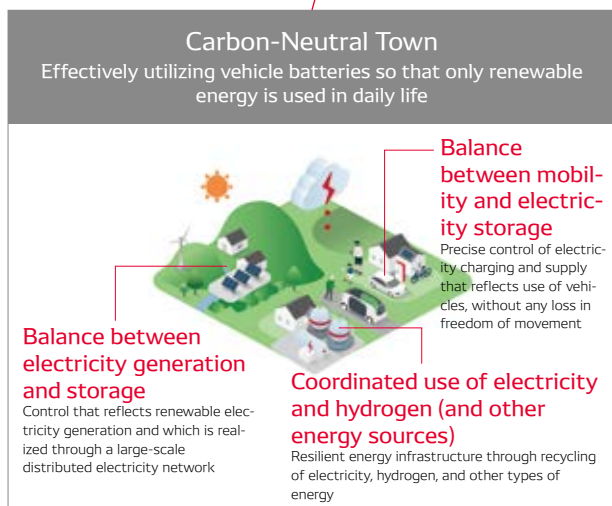 Carbon-Neutral Town
Effectively utilizing vehicle batteries so that only renewable
energy is used in daily life
Balance
between mobil-
ity and electric-
ity storage
Precise control of electric-
ity charging and supply
that reflects use of vehi-
cles, without any loss in
freedom of movement
Balance between
electricity generation
and storage
Control that reflects renewable elec-
tricity generation and which is real-
ized through a large-scale
distributed electricity network
Coordinated use of electricity
and hydrogen (and other
energy sources)
Resilient energy infrastructure through recycling
of electricity, hydrogen, and other types of
energy